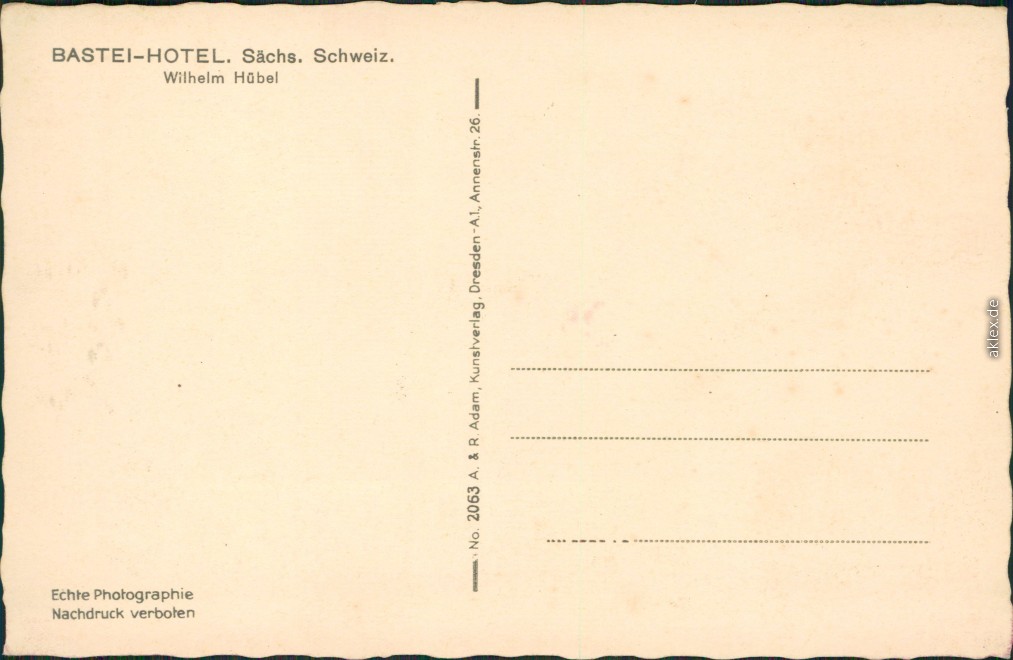 BASTEI-HOTEL. Sächs. Schweiz.
Wilhelm Hübel
No. 2063 A. & R. Adam, Kunstverlag, Dresden-A.1., Annenstr. 26.
Echte Photographie
Nachdruck verboten
aklex.de